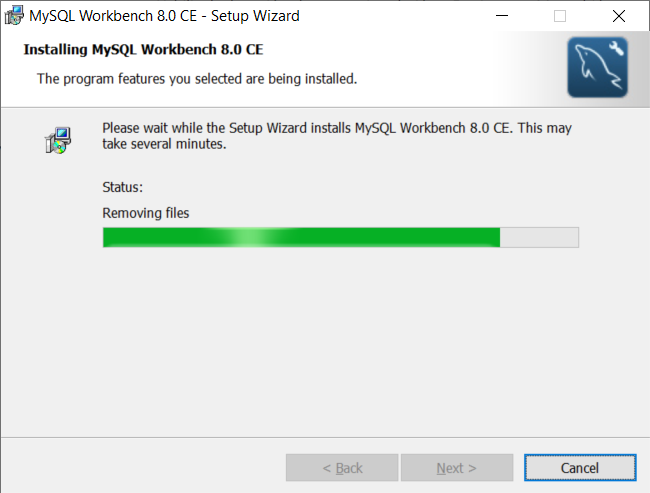 MySQL Workbench 8.0 CE - Setup Wizard
Installing MySQL Workbench 8.0 CE
The program features you selected are being installed.
Please wait while the Setup Wizard installs MySQL Workbench 8.0 CE. This may
take several minutes.
Status:
Removing files
< Back
Next >
Cancel